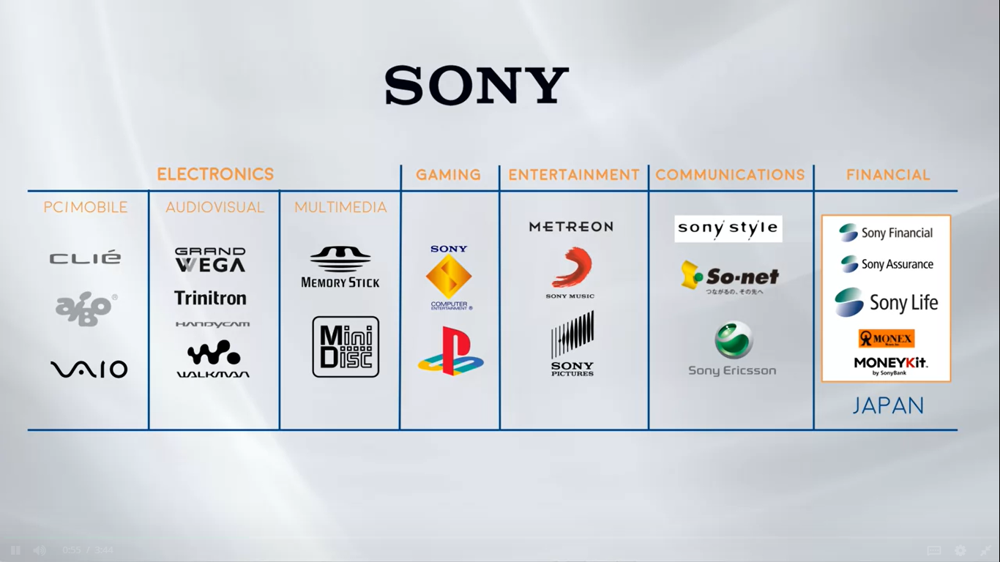 SONY
ELECTRONICS
GAMING
ENTERTAINMENT
COMMUNICATIONS
FINANCIAL
PC/MOBILE
AUDIOVISUAL
MULTIMEDIA
CLIÉ
aiBo®
VAIO
GRAND
WEGA
Trinitron
HANDYCAM
WALKMAN
MEMORY STICK
Mini
Disc
SONY
COMPUTER
ENTERTAINMENT ®
METREON
SONY MUSIC
SONY
PICTURES
sony style
So-net
つながるの、その先へ
Sony Ericsson
Sony Financial
Sony Assurance
Sony Life
MONEX
MONEYKit.
by SonyBank
JAPAN
0:55 / 3:44